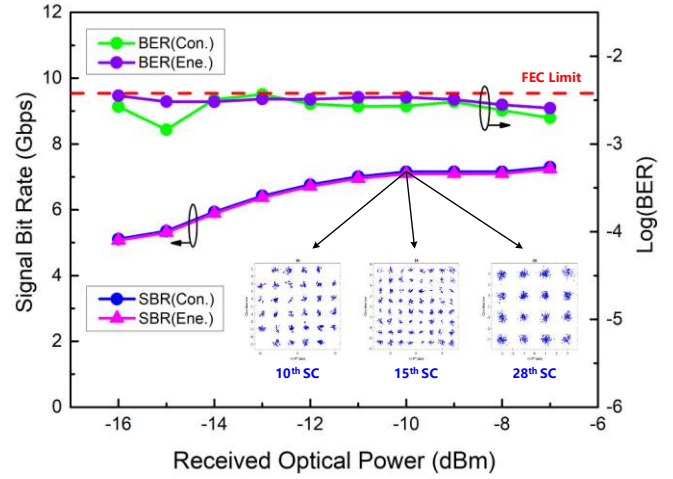 12
10
8
6
4
2
0
Signal Bit Rate (Gbps)
BER(Con.)
BER(Ene.)
FEC Limit
SBR(Con.)
SBR(Ene.)
10th SC
15th SC
28th SC
-2
-3
-4
-5
-6
Log(BER)
-16
-14
-12
-10
-8
-6
Received Optical Power (dBm)